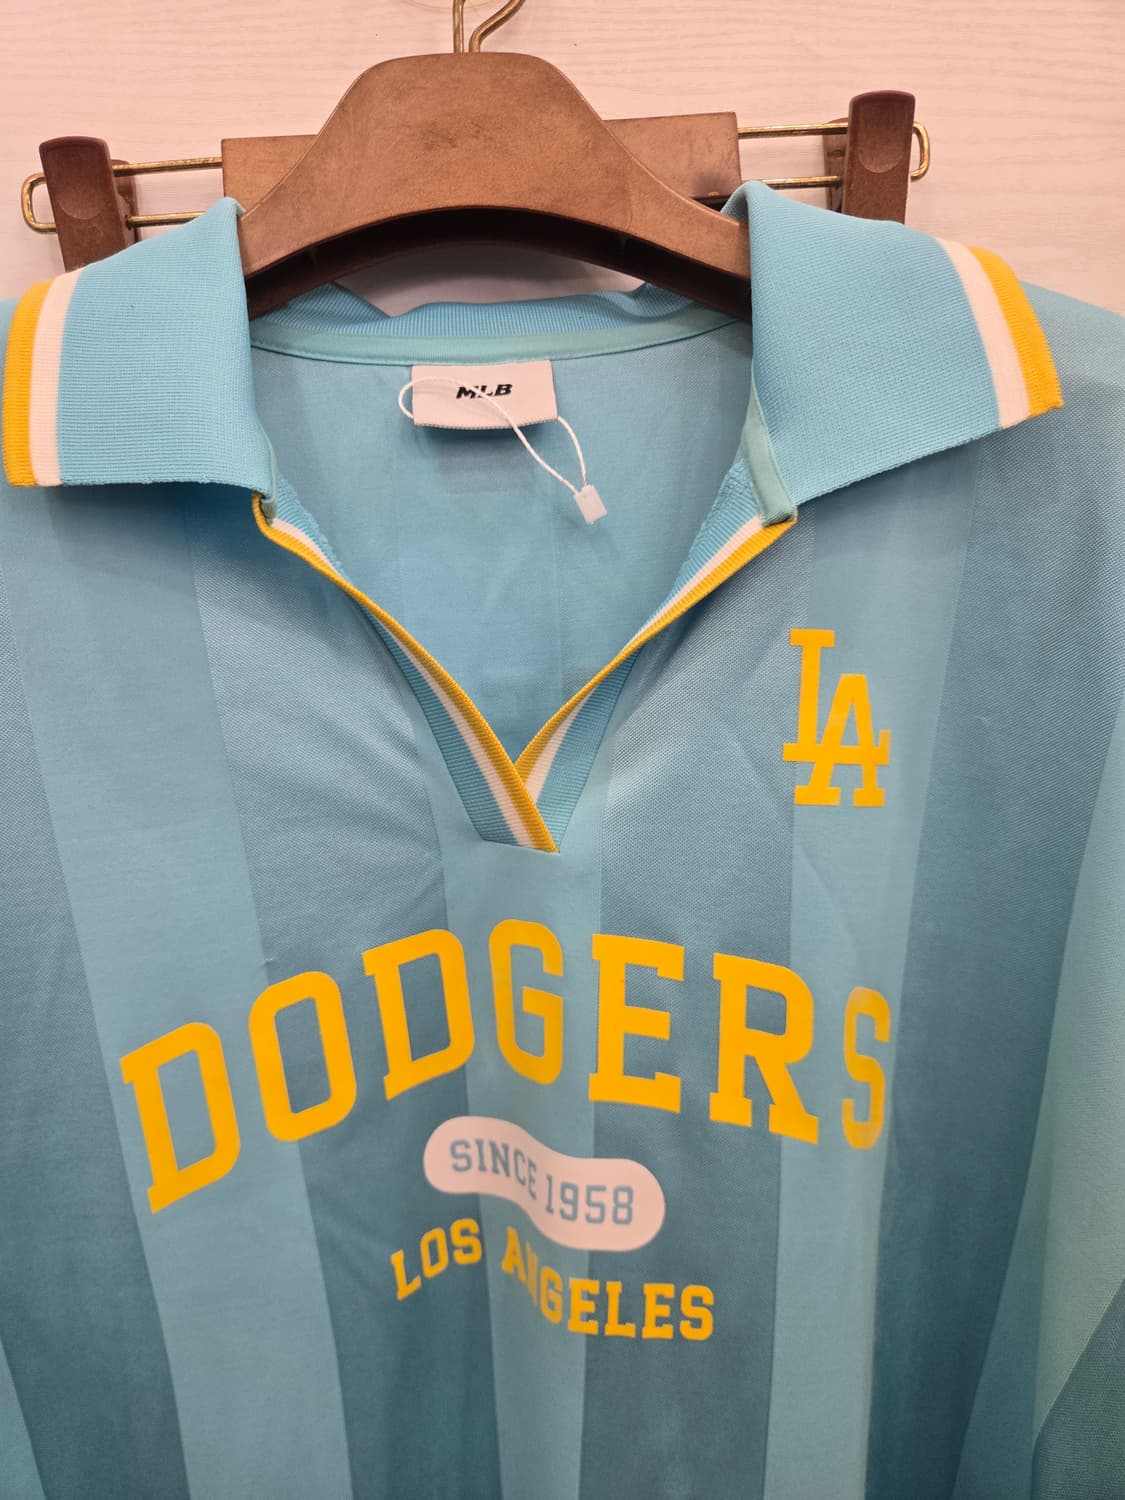 MLB
LA
DODGERS
SINCE 1958
LOS ANGELES